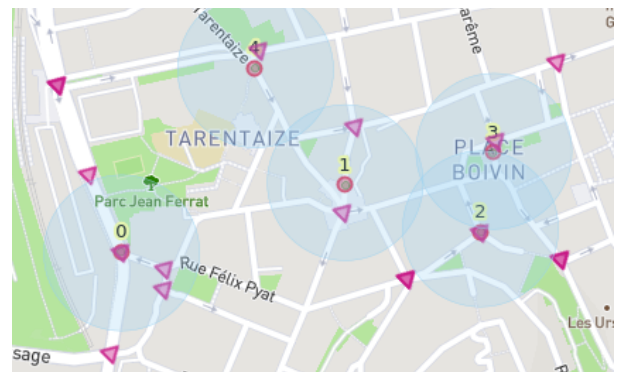 Tarentaize
arême
G
4
TARENTAIZE
3
PLACE
BOIVIN
1
Parc Jean Ferrat
0
2
Rue Félix Pyat
Les Urs
sage
P